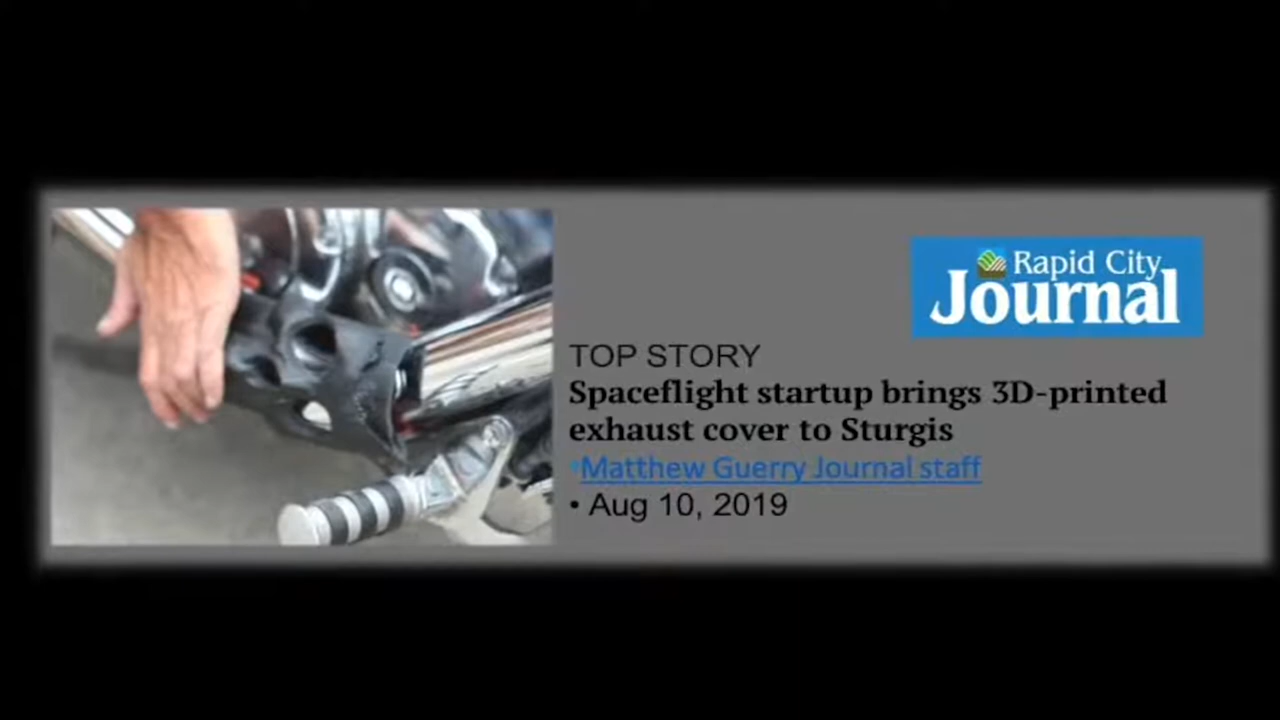 Rapid City
Journal
TOP STORY
Spaceflight startup brings 3D-printed
exhaust cover to Sturgis
•Matthew Guerry Journal staff
• Aug 10, 2019